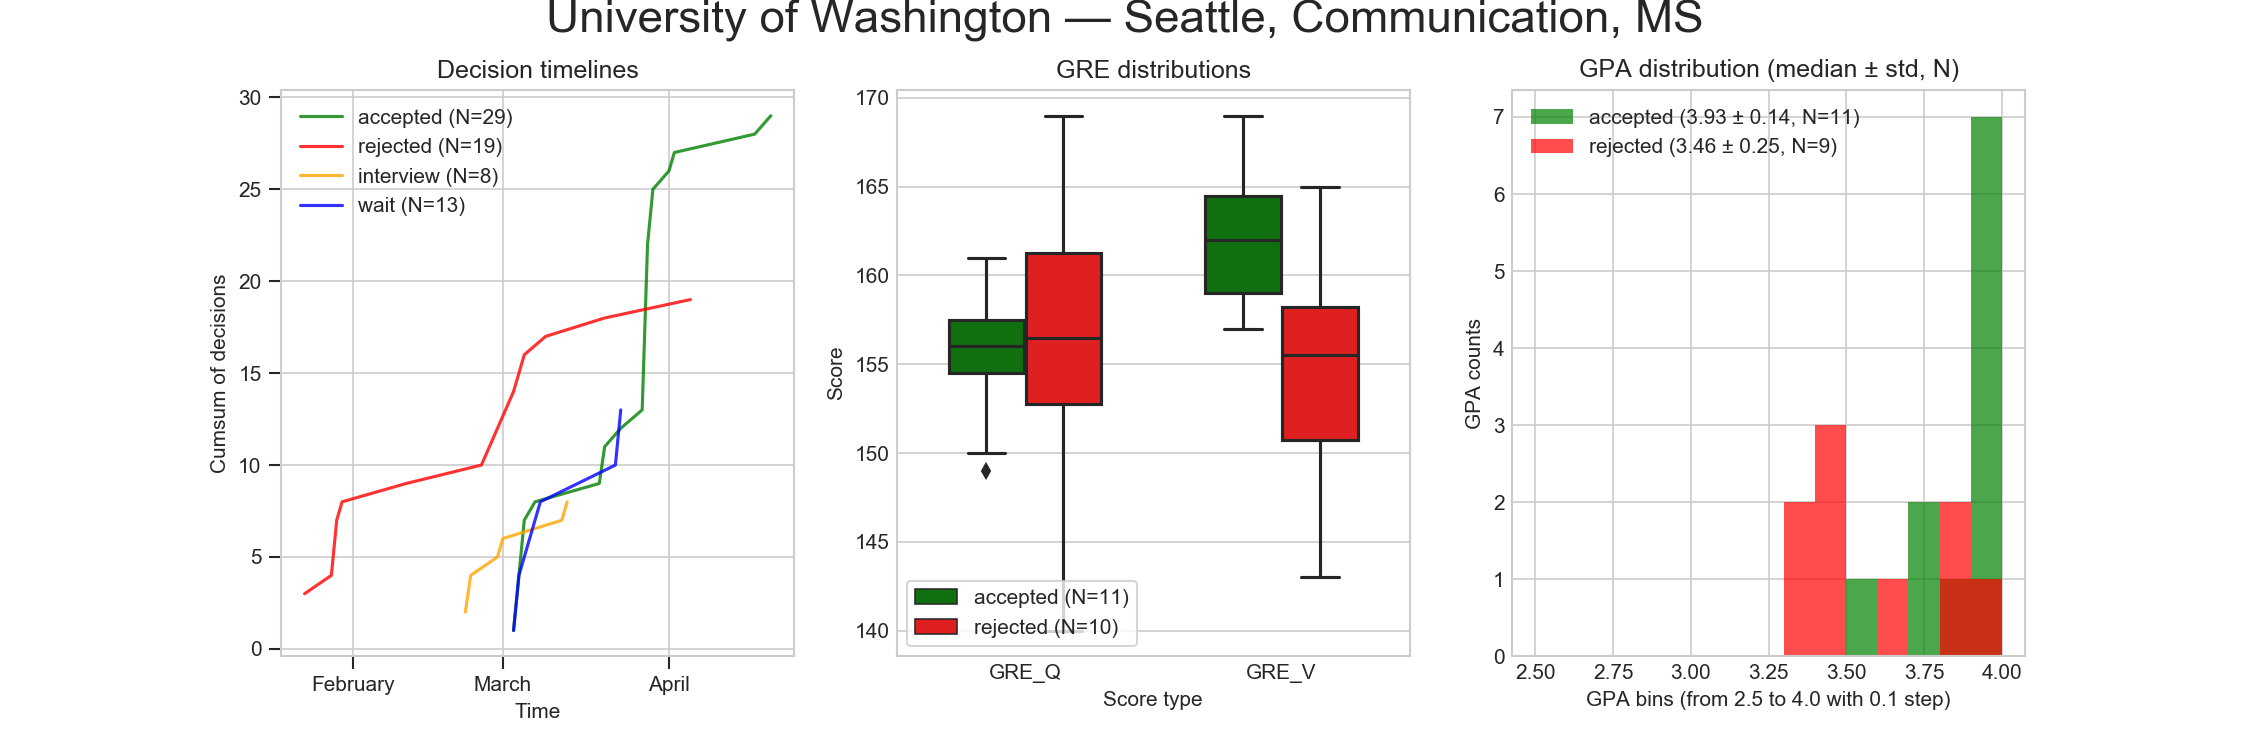 University of Washington — Seattle, Communication, MS
Decision timelines
30
25
20
15
10
5
0
Cumsum of decisions
accepted (N=29)
rejected (N=19)
interview (N=8)
wait (N=13)
February March April
Time
GRE distributions
170
165
160
155
150
145
140
Score
accepted (N=11)
rejected (N=10)
GRE_Q GRE_V
Score type
GPA distribution (median ± std, N)
7
6
5
4
3
2
1
0
GPA counts
accepted (3.93 ± 0.14, N=11)
rejected (3.46 ± 0.25, N=9)
2.50 2.75 3.00 3.25 3.50 3.75 4.00
GPA bins (from 2.5 to 4.0 with 0.1 step)